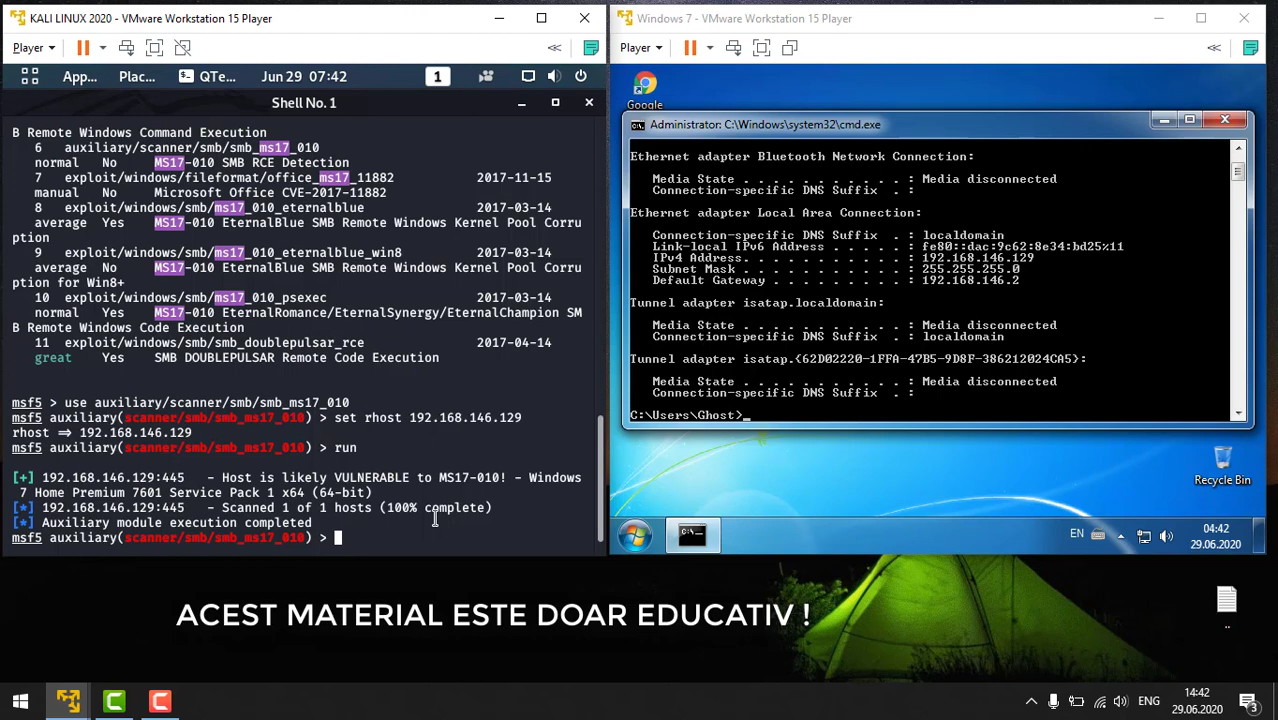 KALI LINUX 2020 - VMware Workstation 15 Player
Player
App...
Plac...
QTe...
Jun 29 07:42
1
Shell No. 1
B Remote Windows Command Execution
6 auxiliary/scanner/smb/smb_ms17_010
normal No MS17-010 SMB RCE Detection
7 exploit/windows/fileformat/office_ms17_11882 2017-11-15
manual No Microsoft Office CVE-2017-11882
8 exploit/windows/smb/ms17_010_eternalblue 2017-03-14
average Yes MS17-010 EternalBlue SMB Remote Windows Kernel Pool Corru
ption
9 exploit/windows/smb/ms17_010_eternalblue_win8 2017-03-14
average No MS17-010 EternalBlue SMB Remote Windows Kernel Pool Corru
ption for Win8+
10 exploit/windows/smb/ms17_010_psexec 2017-03-14
normal Yes MS17-010 EternalRomance/EternalSynergy/EternalChampion SM
B Remote Windows Code Execution
11 exploit/windows/smb/smb_doublepulsar_rce 2017-04-14
great Yes SMB DOUBLEPULSAR Remote Code Execution
msf5 > use auxiliary/scanner/smb/smb_ms17_010
msf5 auxiliary(scanner/smb/smb_ms17_010) > set rhost 192.168.146.129
rhost => 192.168.146.129
msf5 auxiliary(scanner/smb/smb_ms17_010) > run
[+] 192.168.146.129:445 - Host is likely VULNERABLE to MS17-010! - Windows
7 Home Premium 7601 Service Pack 1 x64 (64-bit)
[*] 192.168.146.129:445 - Scanned 1 of 1 hosts (100% complete)
[*] Auxiliary module execution completed
msf5 auxiliary(scanner/smb/smb_ms17_010) >
Windows 7 - VMware Workstation 15 Player
Player
Google
Administrator: C:\Windows\system32\cmd.exe
Ethernet adapter Bluetooth Network Connection:
Media State . . . . . . . . . . . : Media disconnected
Connection-specific DNS Suffix . :
Ethernet adapter Local Area Connection:
Connection-specific DNS Suffix . : localdomain
Link-local IPv6 Address . . . . . : fe80::dac:9c62:8e34:bd25%11
IPv4 Address. . . . . . . . . . . : 192.168.146.129
Subnet Mask . . . . . . . . . . . : 255.255.255.0
Default Gateway . . . . . . . . . : 192.168.146.2
Tunnel adapter isatap.localdomain:
Media State . . . . . . . . . . . : Media disconnected
Connection-specific DNS Suffix . : localdomain
Tunnel adapter isatap.{62D02220-1FFA-47B5-9D8F-386212024CA5}:
Media State . . . . . . . . . . . : Media disconnected
Connection-specific DNS Suffix . :
C:\Users\Ghost>
Recycle Bin
EN
04:42
29.06.2020
ACEST MATERIAL ESTE DOAR EDUCATIV !
..
ENG
14:42
29.06.2020
3